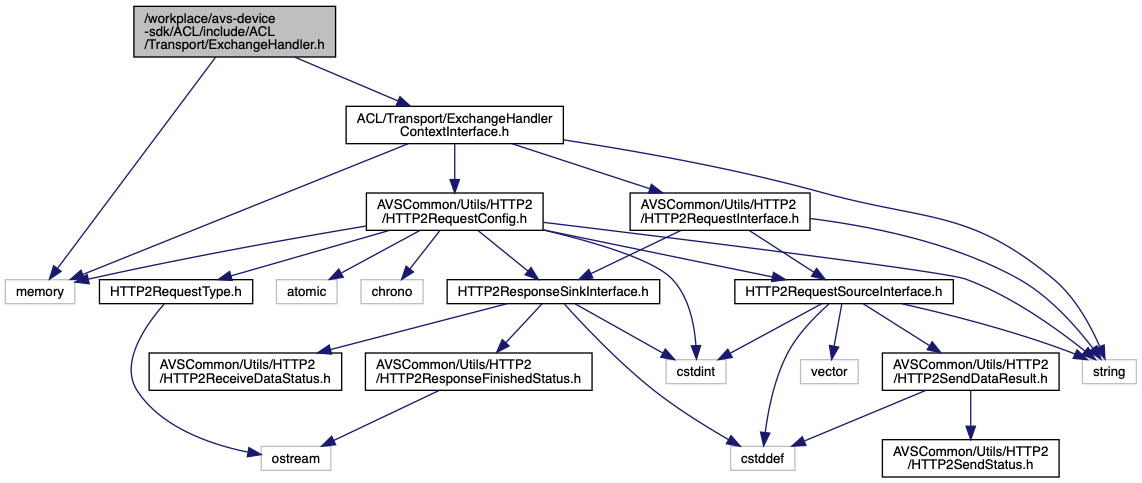 /workplace/avs-device
-sdk/ACL/include/ACL
/Transport/ExchangeHandler.h
ACL/Transport/ExchangeHandler
ContextInterface.h
AVSCommon/Utils/HTTP2
/HTTP2RequestConfig.h
AVSCommon/Utils/HTTP2
/HTTP2RequestInterface.h
memory
HTTP2RequestType.h
atomic
chrono
HTTP2ResponseSinkInterface.h
HTTP2RequestSourceInterface.h
AVSCommon/Utils/HTTP2
/HTTP2ReceiveDataStatus.h
AVSCommon/Utils/HTTP2
/HTTP2ResponseFinishedStatus.h
cstdint
vector
AVSCommon/Utils/HTTP2
/HTTP2SendDataResult.h
string
ostream
cstddef
AVSCommon/Utils/HTTP2
/HTTP2SendStatus.h